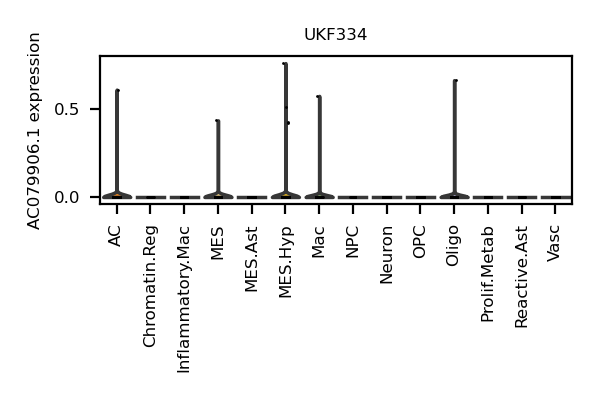 UKF334
AC079906.1 expression
0.5
0.0
AC
Chromatin.Reg
Inflammatory.Mac
MES
MES.Ast
MES.Hyp
Mac
NPC
Neuron
OPC
Oligo
Prolif.Metab
Reactive.Ast
Vasc